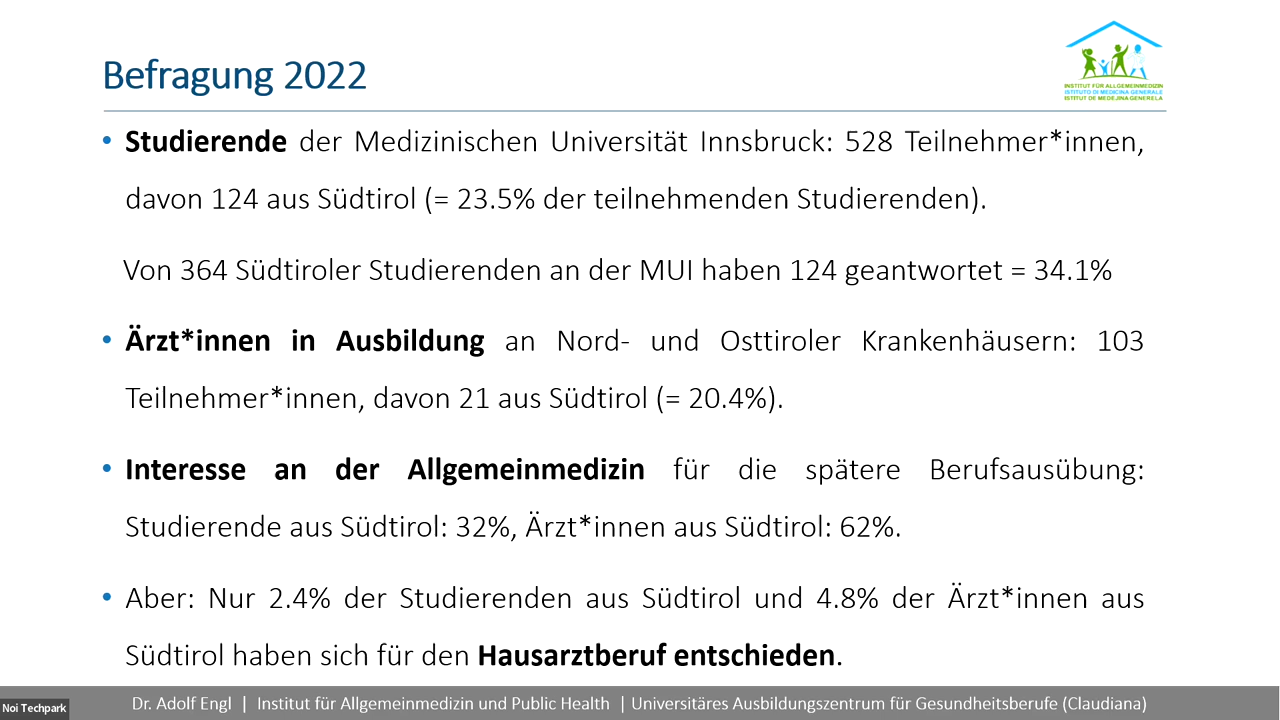 Befragung 2022
INSTITUT FÜR ALLGEMEINMEDIZIN
ISTITUTO DI MEDICINA GENERALE
ISTITUT DE MEDEJINA GENERELA
• Studierende der Medizinischen Universität Innsbruck: 528 Teilnehmer*innen,
davon 124 aus Südtirol (= 23.5% der teilnehmenden Studierenden).
Von 364 Südtiroler Studierenden an der MUI haben 124 geantwortet = 34.1%
• Ärzt*innen in Ausbildung an Nord- und Osttiroler Krankenhäusern: 103
Teilnehmer*innen, davon 21 aus Südtirol (= 20.4%).
• Interesse an der Allgemeinmedizin für die spätere Berufsausübung:
Studierende aus Südtirol: 32%, Ärzt*innen aus Südtirol: 62%.
• Aber: Nur 2.4% der Studierenden aus Südtirol und 4.8% der Ärzt*innen aus
Südtirol haben sich für den Hausarztberuf entschieden.
Dr. Adolf Engl | Institut für Allgemeinmedizin und Public Health | Universitäres Ausbildungszentrum für Gesundheitsberufe (Claudiana)
Noi Techpark